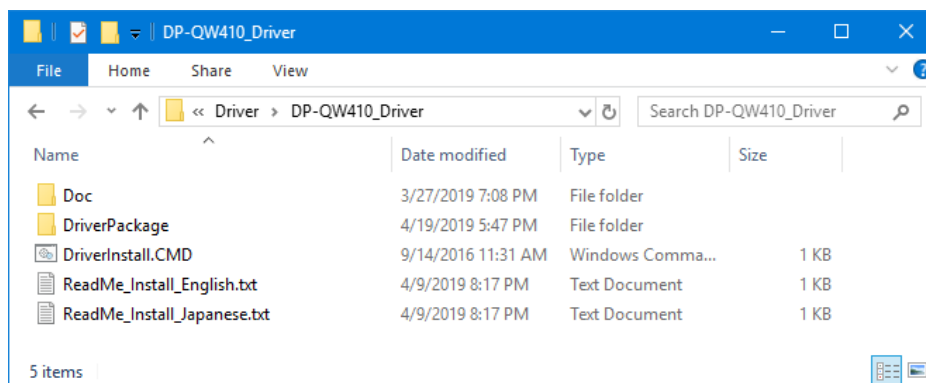 DP-QW410_Driver
File Home Share View ?
« Driver › DP-QW410_Driver Search DP-QW410_Driver
Name Date modified Type Size
Doc 3/27/2019 7:08 PM File folder
DriverPackage 4/19/2019 5:47 PM File folder
DriverInstall.CMD 9/14/2016 11:31 AM Windows Comma... 1 KB
ReadMe_Install_English.txt 4/9/2019 8:17 PM Text Document 1 KB
ReadMe_Install_Japanese.txt 4/9/2019 8:17 PM Text Document 1 KB
5 items